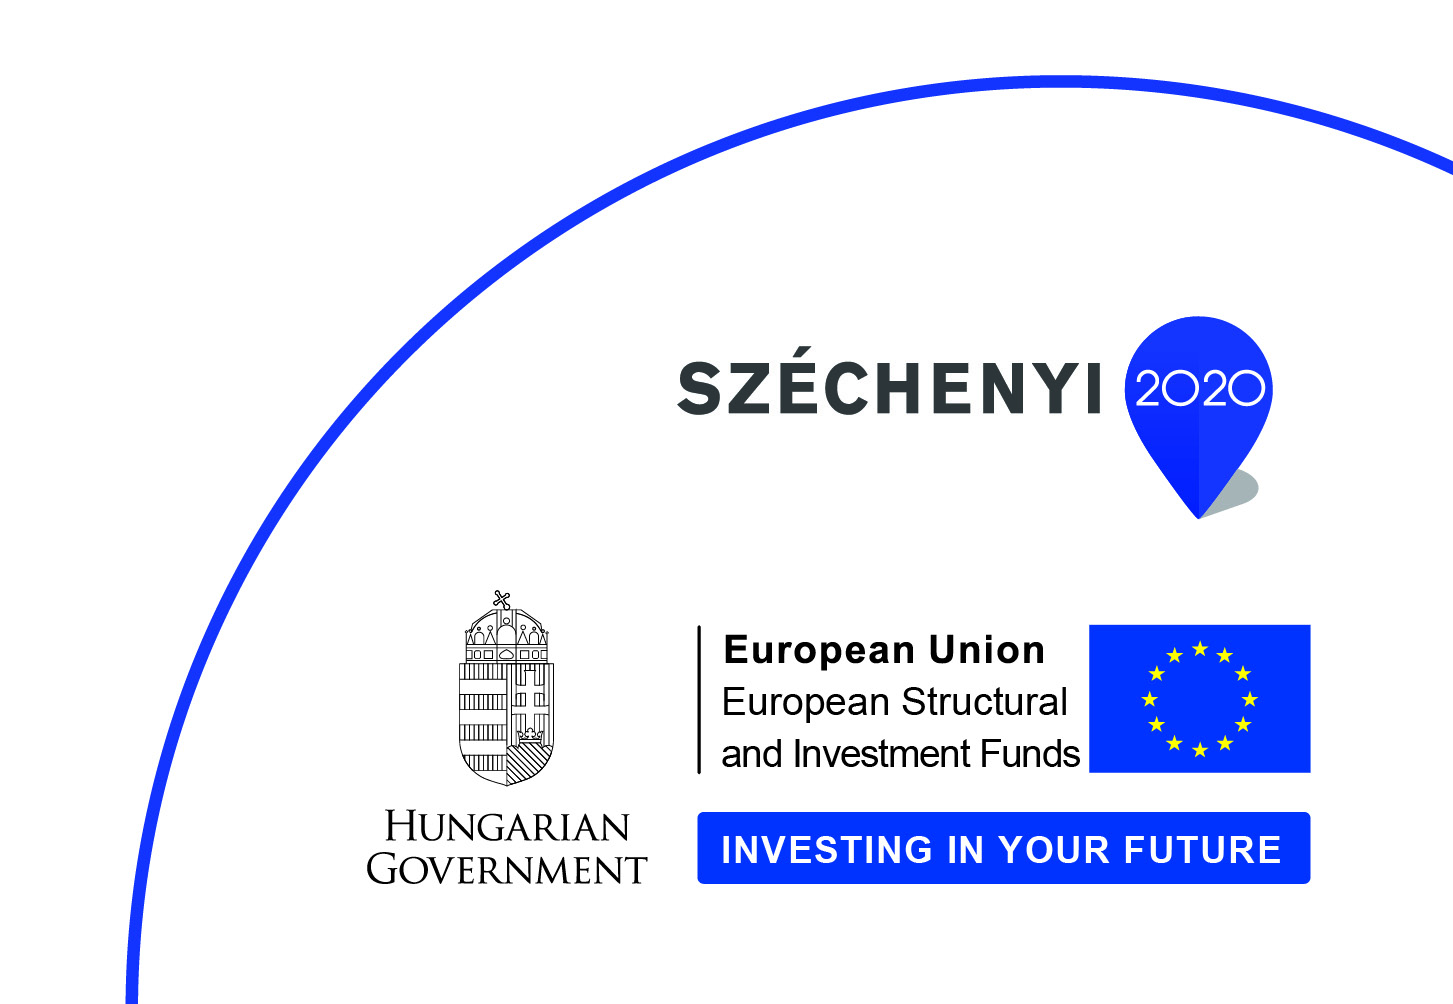 SZÉCHENYI 2020
HUNGARIAN
GOVERNMENT
European Union
European Structural
and Investment Funds
INVESTING IN YOUR FUTURE